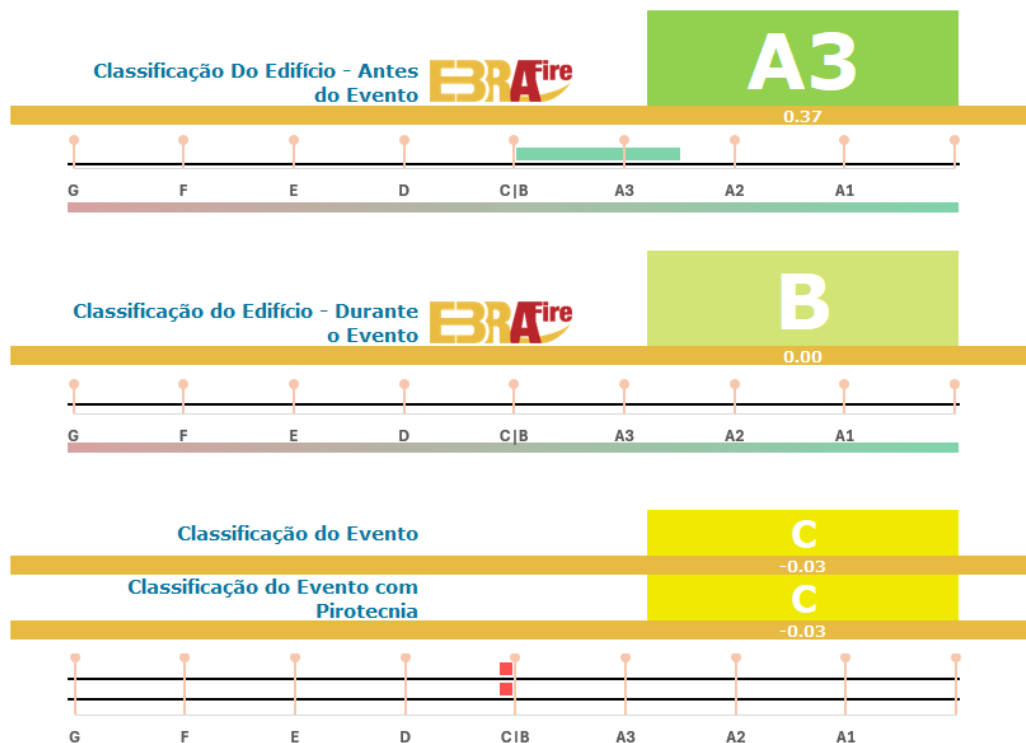 Classificação Do Edifício - Antes
do Evento
EBRAFire
A3
0.37
G F E D C|B A3 A2 A1
Classificação do Edifício - Durante
o Evento
EBRAFire
B
0.00
G F E D C|B A3 A2 A1
Classificação do Evento
C
-0.03
Classificação do Evento com
Pirotecnia
C
-0.03
G F E D C|B A3 A2 A1